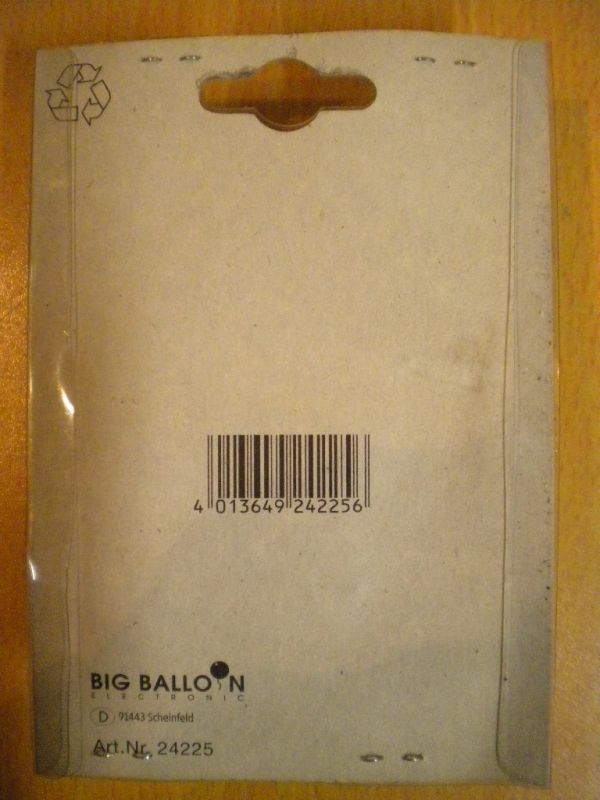 4 013649 242256
BIG BALLOON
ELECTRONIC
D 91443 Scheinfeld
Art.Nr. 24225